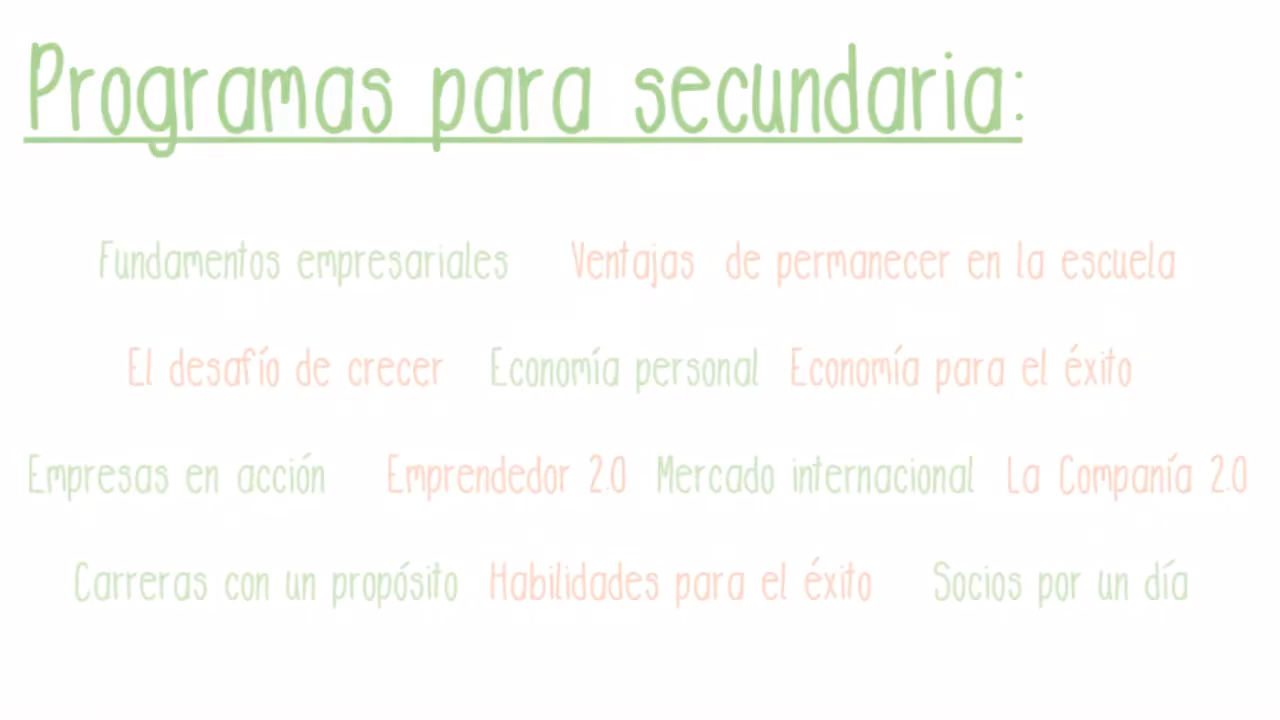 Programas para secundaria:
Fundamentos empresariales Ventajas de permanecer en la escuela
El desafío de crecer Economía personal Economía para el éxito
Empresas en acción Emprendedor 2.0 Mercado internacional La Compañía 2.0
Carreras con un propósito Habilidades para el éxito Socios por un día